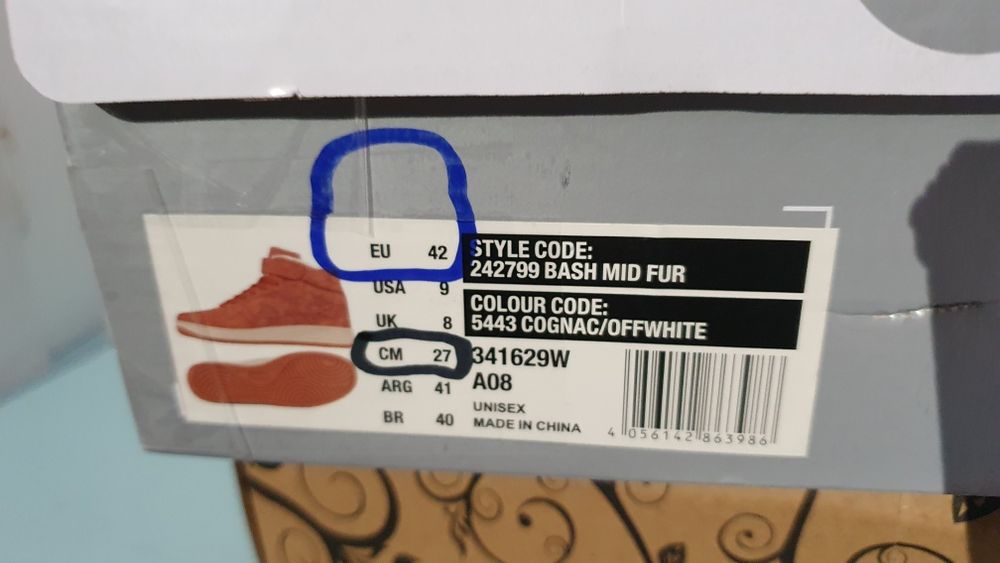 EU 42
USA 9
UK 8
CM 27
ARG 41
BR 40
STYLE CODE:
242799 BASH MID FUR
COLOUR CODE:
5443 COGNAC/OFFWHITE
341629W
A08
UNISEX
MADE IN CHINA
4 056142 863986